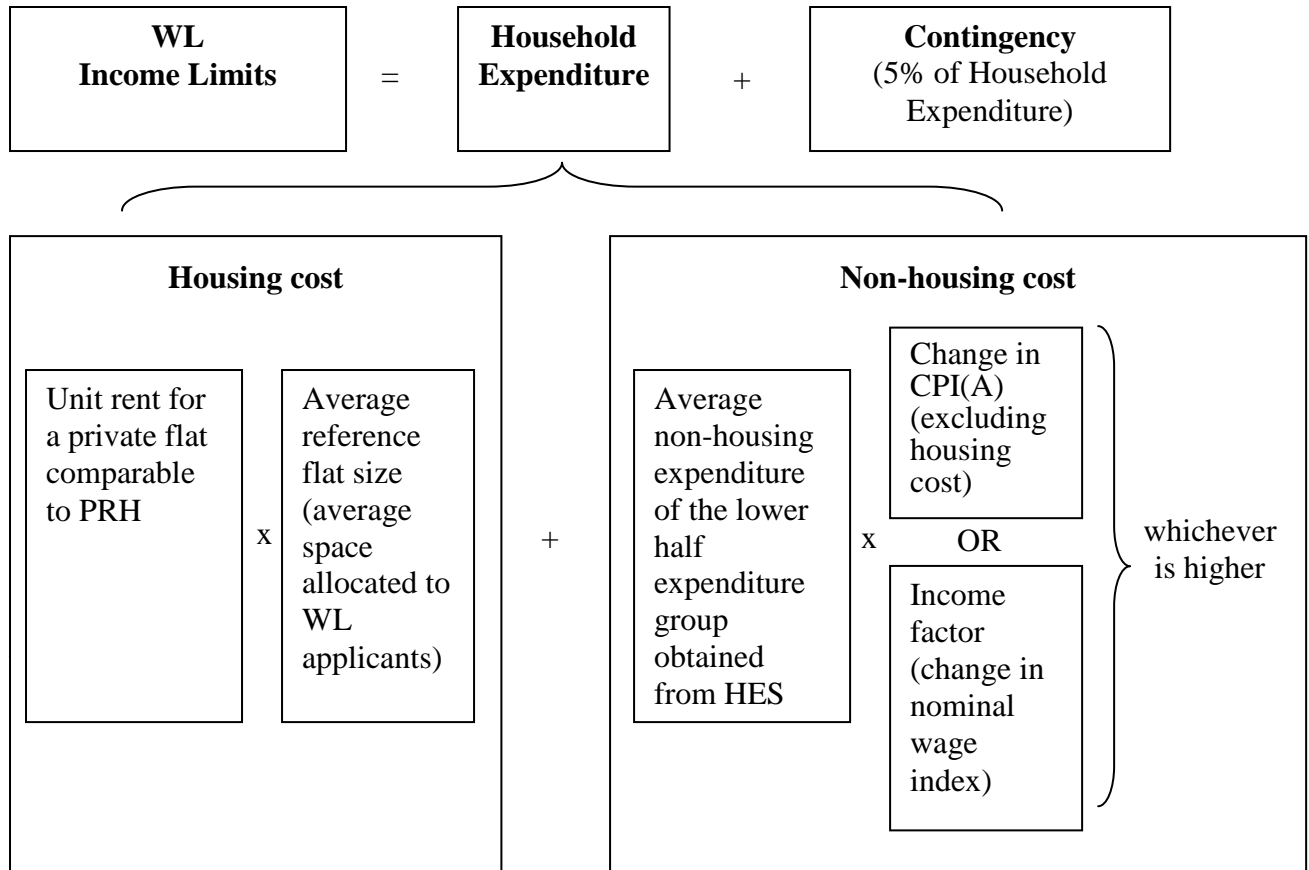 WL
Income Limits
=
Household
Expenditure
+
Contingency
(5% of Household
Expenditure)
Housing cost
Unit rent for
a private flat
comparable
to PRH
x
Average
reference
flat size
(average
space
allocated to
WL
applicants)
+
Non-housing cost
Average
non-housing
expenditure
of the lower
half
expenditure
group
obtained
from HES
x
Change in
CPI(A)
(excluding
housing
cost)
OR
Income
factor
(change in
nominal
wage
index)
whichever
is higher